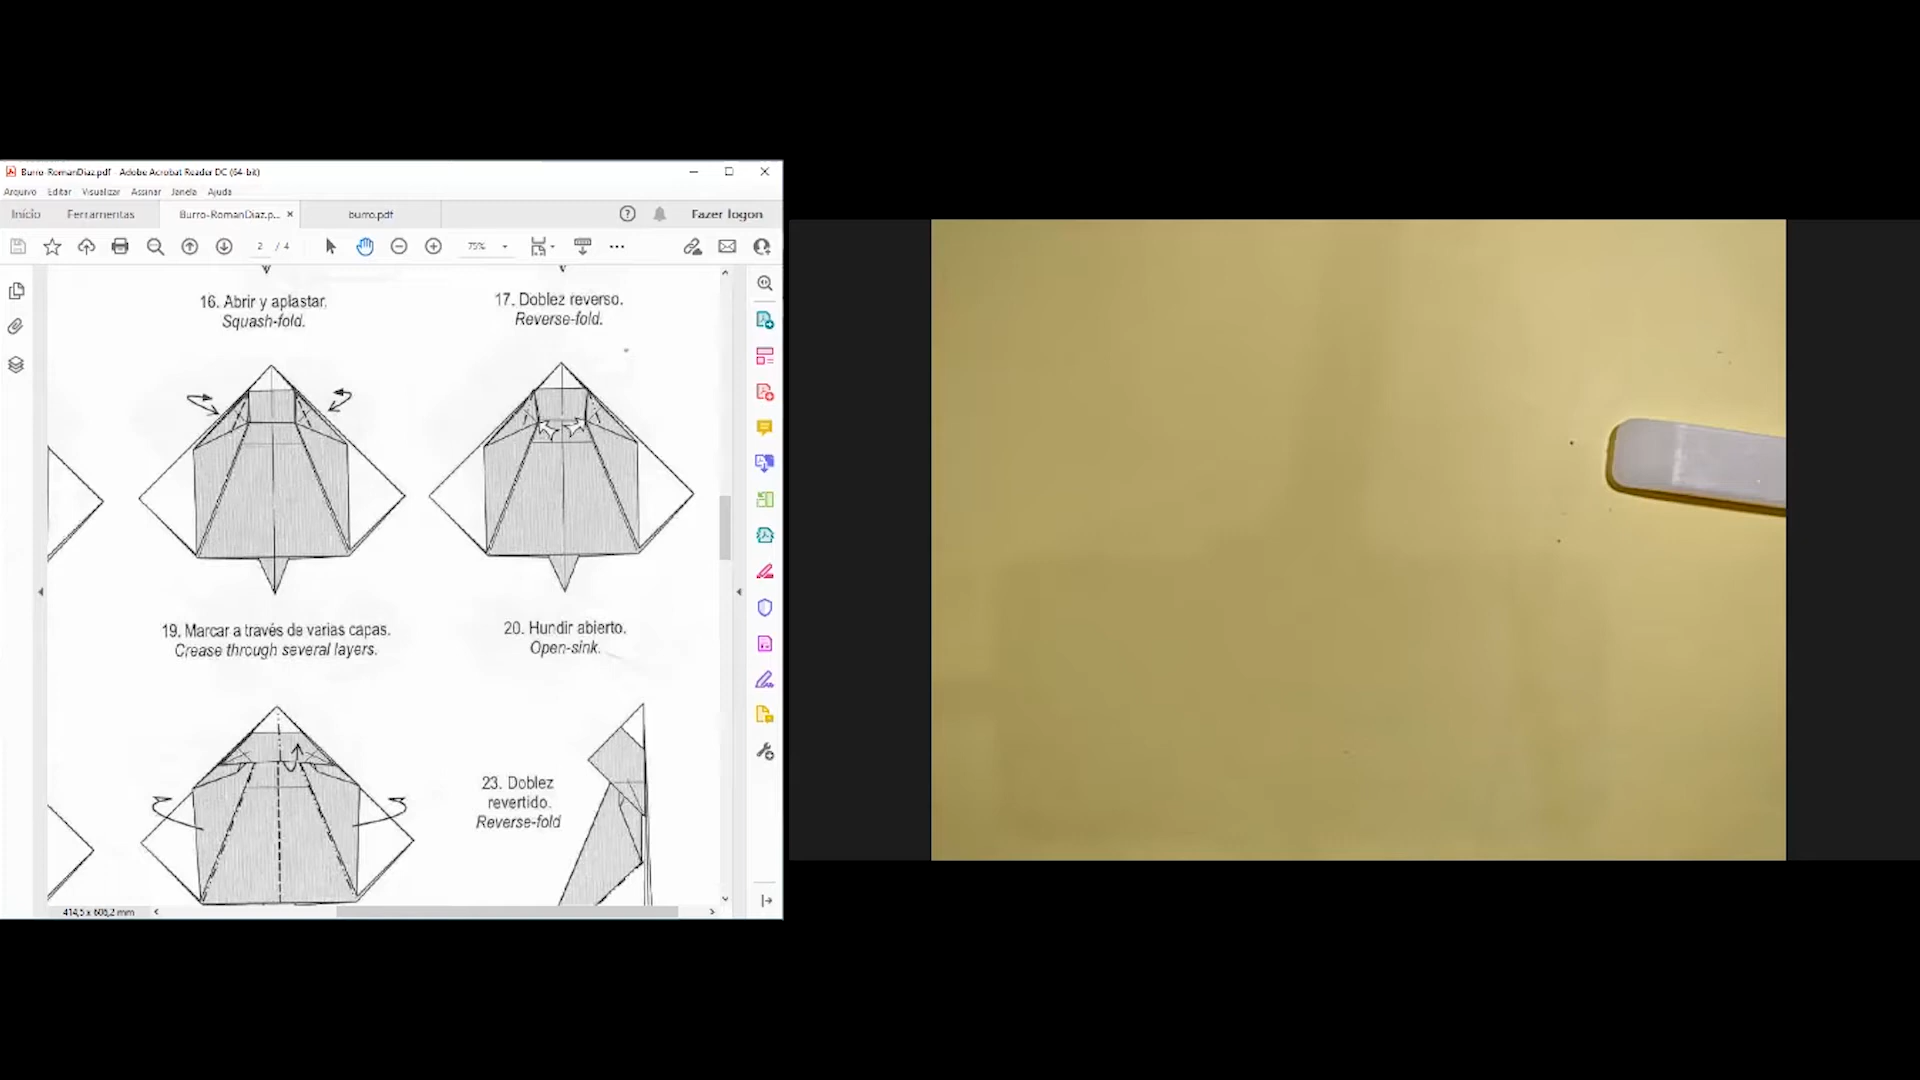 Burro-RomanDiaz.pdf - Adobe Acrobat Reader DC (64-bit)
Arquivo Editar Visualizar Assinar Janela Ajuda
Início Ferramentas Burro-RomanDiaz.p... × burro.pdf Fazer logon
2 / 4 75%
16. Abrir y aplastar.
Squash-fold.
17. Doblez reverso.
Reverse-fold.
19. Marcar a través de varias capas.
Crease through several layers.
20. Hundir abierto.
Open-sink.
23. Doblez
revertido.
Reverse-fold
414,5 x 606,2 mm